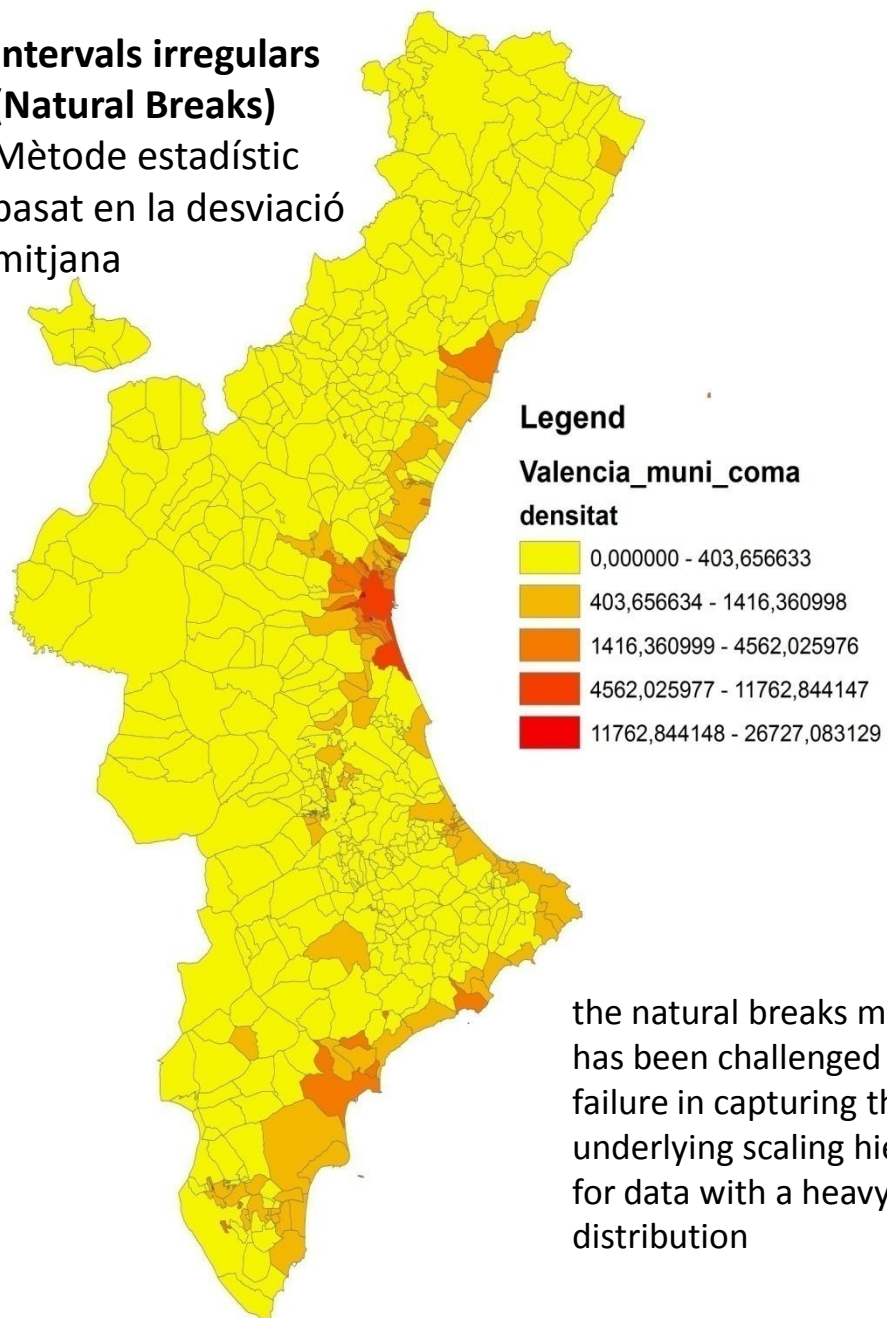 ntervals irregulars
(Natural Breaks)
Mètode estadístic
basat en la desviació
mitjana
Legend
Valencia_muni_coma
densitat
0,000000 - 403,656633
403,656634 - 1416,360998
1416,360999 - 4562,025976
4562,025977 - 11762,844147
11762,844148 - 26727,083129
the natural breaks m
has been challenged
failure in capturing th
underlying scaling hie
for data with a heavy
distribution